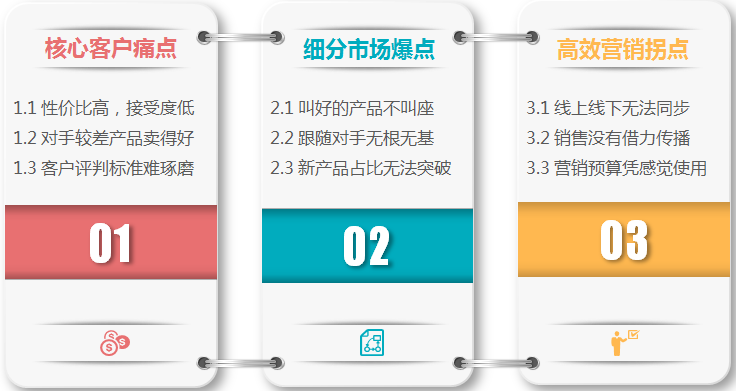 核心客户痛点
1.1 性价比高，接受度低
1.2 对手较差产品卖得好
1.3 客户评判标准难琢磨
01
细分市场爆点
2.1 叫好的产品不叫座
2.2 跟随对手无根无基
2.3 新产品占比无法突破
02
高效营销拐点
3.1 线上线下无法同步
3.2 销售没有借力传播
3.3 营销预算凭感觉使用
03